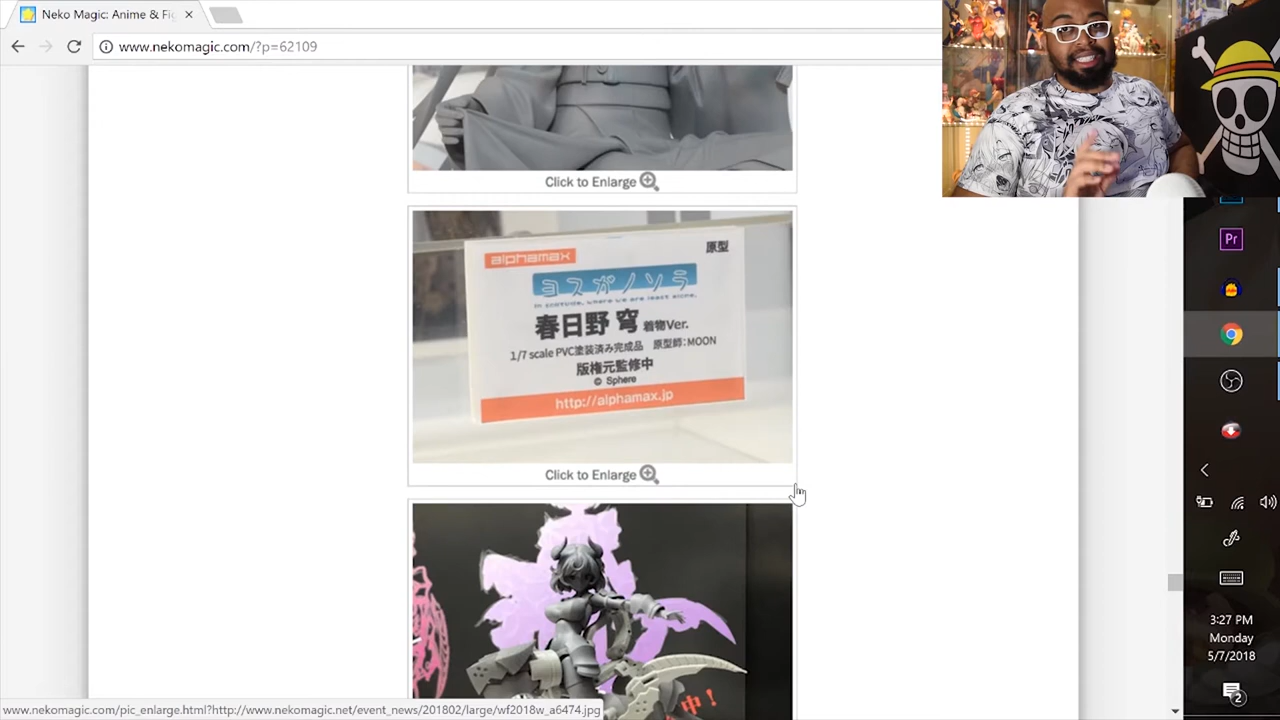 Neko Magic: Anime & Fi
www.nekomagic.com/?p=62109
Click to Enlarge
alphamax
原型
ヨスガノソラ
In solitude, where we are least alone.
春日野 穹 着物Ver.
1/7 scale PVC塗装済み完成品 原型師:MOON
版権元監修中
© Sphere
http://alphamax.jp
Click to Enlarge
中!
Pr
3:27 PM
Monday
5/7/2018
2
www.nekomagic.com/pic_enlarge.html?http://www.nekomagic.net/event_news/201802/large/wf2018w_a6474.jpg